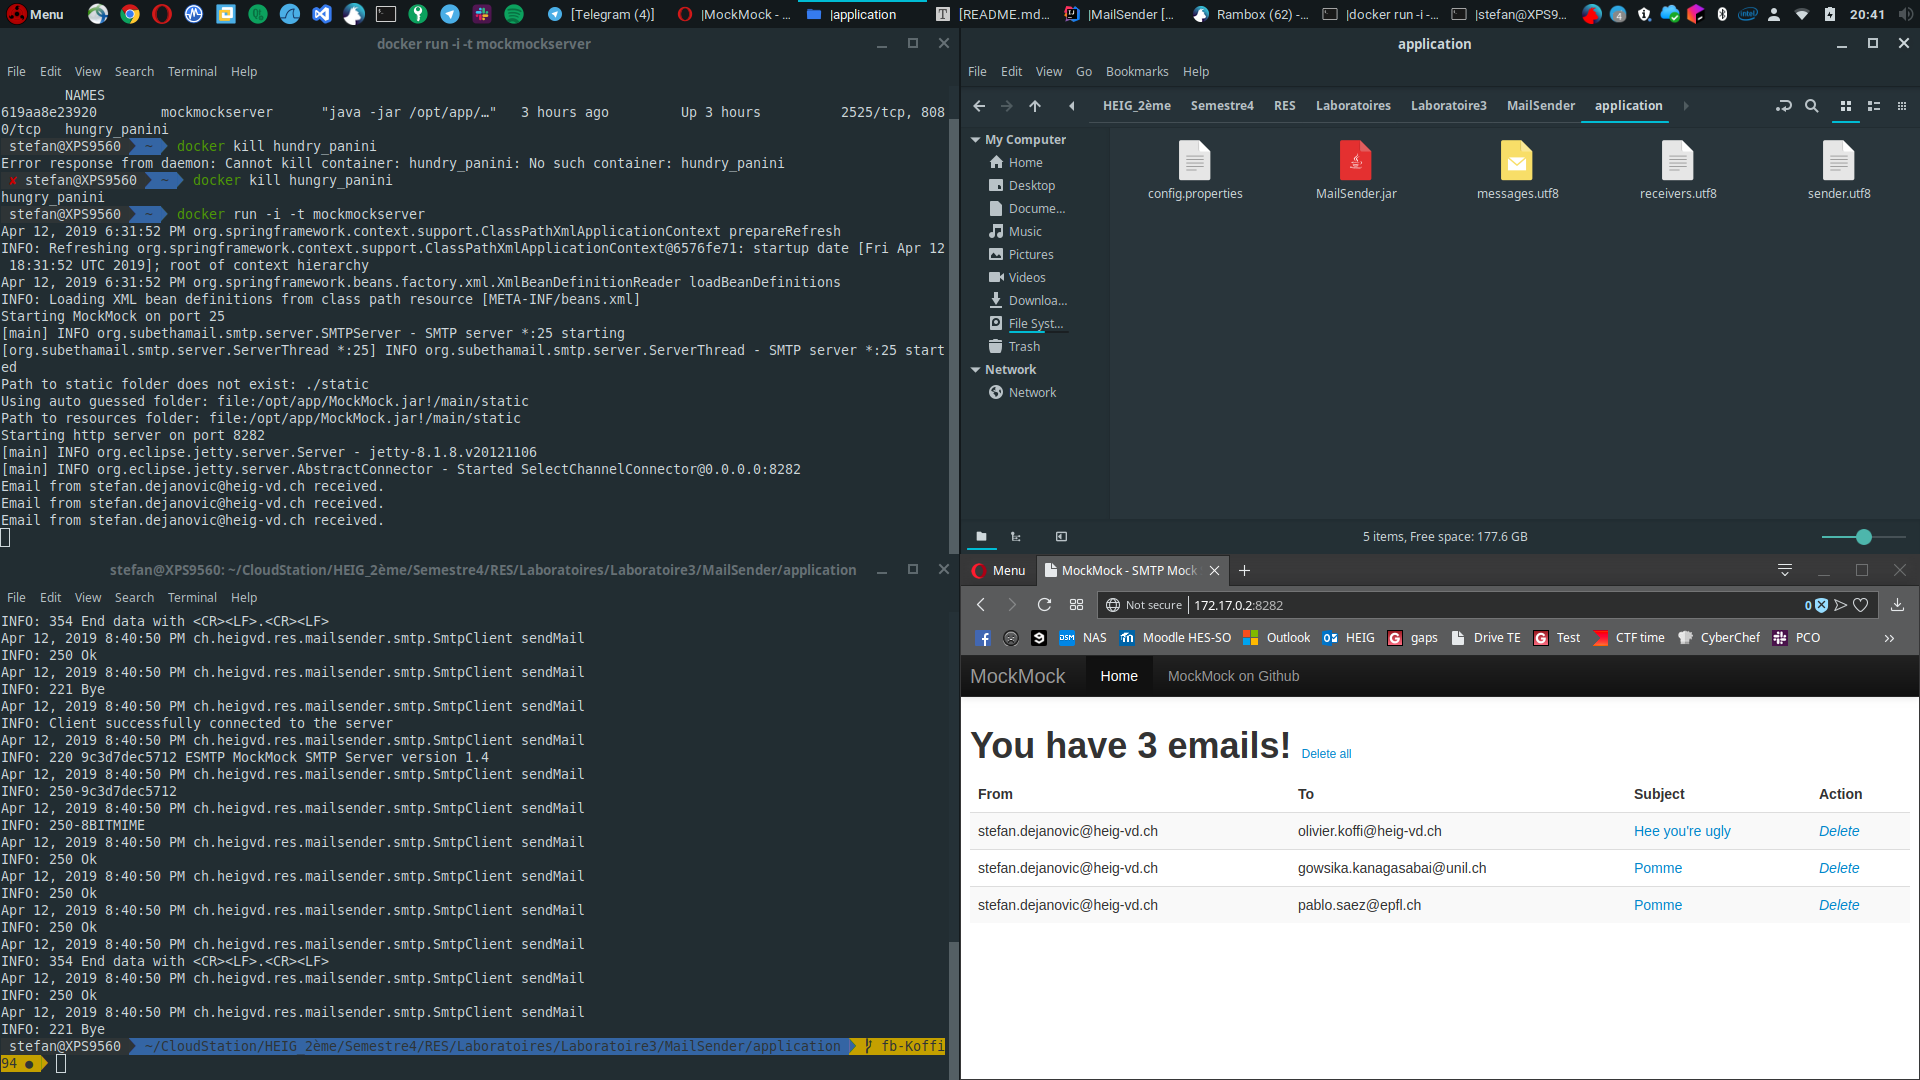 Menu
[Telegram (4)]
|MockMock - ...
|application
[README.md...
|MailSender [...
Rambox (62) -...
|docker run -i -...
|stefan@XPS9...
20:41
docker run -i -t mockmockserver
File Edit View Search Terminal Help
NAMES
619aa8e23920 mockmockserver "java -jar /opt/app/…" 3 hours ago Up 3 hours 2525/tcp, 808
0/tcp hungry_panini
stefan@XPS9560 ~ docker kill hundry_panini
Error response from daemon: Cannot kill container: hundry_panini: No such container: hundry_panini
✘ stefan@XPS9560 ~ docker kill hungry_panini
hungry_panini
stefan@XPS9560 ~ docker run -i -t mockmockserver
Apr 12, 2019 6:31:52 PM org.springframework.context.support.ClassPathXmlApplicationContext prepareRefresh
INFO: Refreshing org.springframework.context.support.ClassPathXmlApplicationContext@6576fe71: startup date [Fri Apr 12
18:31:52 UTC 2019]; root of context hierarchy
Apr 12, 2019 6:31:52 PM org.springframework.beans.factory.xml.XmlBeanDefinitionReader loadBeanDefinitions
INFO: Loading XML bean definitions from class path resource [META-INF/beans.xml]
Starting MockMock on port 25
[main] INFO org.subethamail.smtp.server.SMTPServer - SMTP server *:25 starting
[org.subethamail.smtp.server.ServerThread *:25] INFO org.subethamail.smtp.server.ServerThread - SMTP server *:25 start
ed
Path to static folder does not exist: ./static
Using auto guessed folder: file:/opt/app/MockMock.jar!/main/static
Path to resources folder: file:/opt/app/MockMock.jar!/main/static
Starting http server on port 8282
[main] INFO org.eclipse.jetty.server.Server - jetty-8.1.8.v20121106
[main] INFO org.eclipse.jetty.server.AbstractConnector - Started SelectChannelConnector@0.0.0.0:8282
Email from stefan.dejanovic@heig-vd.ch received.
Email from stefan.dejanovic@heig-vd.ch received.
Email from stefan.dejanovic@heig-vd.ch received.
stefan@XPS9560: ~/CloudStation/HEIG_2ème/Semestre4/RES/Laboratoires/Laboratoire3/MailSender/application
File Edit View Search Terminal Help
INFO: 354 End data with <CR><LF>.<CR><LF>
Apr 12, 2019 8:40:50 PM ch.heigvd.res.mailsender.smtp.SmtpClient sendMail
INFO: 250 Ok
Apr 12, 2019 8:40:50 PM ch.heigvd.res.mailsender.smtp.SmtpClient sendMail
INFO: 221 Bye
Apr 12, 2019 8:40:50 PM ch.heigvd.res.mailsender.smtp.SmtpClient sendMail
INFO: Client successfully connected to the server
Apr 12, 2019 8:40:50 PM ch.heigvd.res.mailsender.smtp.SmtpClient sendMail
INFO: 220 9c3d7dec5712 ESMTP MockMock SMTP Server version 1.4
Apr 12, 2019 8:40:50 PM ch.heigvd.res.mailsender.smtp.SmtpClient sendMail
INFO: 250-9c3d7dec5712
Apr 12, 2019 8:40:50 PM ch.heigvd.res.mailsender.smtp.SmtpClient sendMail
INFO: 250-8BITMIME
Apr 12, 2019 8:40:50 PM ch.heigvd.res.mailsender.smtp.SmtpClient sendMail
INFO: 250 Ok
Apr 12, 2019 8:40:50 PM ch.heigvd.res.mailsender.smtp.SmtpClient sendMail
INFO: 250 Ok
Apr 12, 2019 8:40:50 PM ch.heigvd.res.mailsender.smtp.SmtpClient sendMail
INFO: 250 Ok
Apr 12, 2019 8:40:50 PM ch.heigvd.res.mailsender.smtp.SmtpClient sendMail
INFO: 354 End data with <CR><LF>.<CR><LF>
Apr 12, 2019 8:40:50 PM ch.heigvd.res.mailsender.smtp.SmtpClient sendMail
INFO: 250 Ok
Apr 12, 2019 8:40:50 PM ch.heigvd.res.mailsender.smtp.SmtpClient sendMail
INFO: 221 Bye
stefan@XPS9560 ~/CloudStation/HEIG_2ème/Semestre4/RES/Laboratoires/Laboratoire3/MailSender/application fb-Koffi
94 ●
application
File Edit View Go Bookmarks Help
HEIG_2ème Semestre4 RES Laboratoires Laboratoire3 MailSender application
My Computer
Home
Desktop
Docume...
Music
Pictures
Videos
Downloa...
File Syst...
Trash
Network
Network
config.properties
MailSender.jar
messages.utf8
receivers.utf8
sender.utf8
5 items, Free space: 177.6 GB
Menu
MockMock - SMTP Mock
Not secure 172.17.0.2:8282
0
NAS Moodle HES-SO Outlook HEIG gaps Drive TE Test CTF time CyberChef PCO
MockMock Home MockMock on Github
You have 3 emails! Delete all
From To Subject Action
stefan.dejanovic@heig-vd.ch olivier.koffi@heig-vd.ch Hee you're ugly Delete
stefan.dejanovic@heig-vd.ch gowsika.kanagasabai@unil.ch Pomme Delete
stefan.dejanovic@heig-vd.ch pablo.saez@epfl.ch Pomme Delete